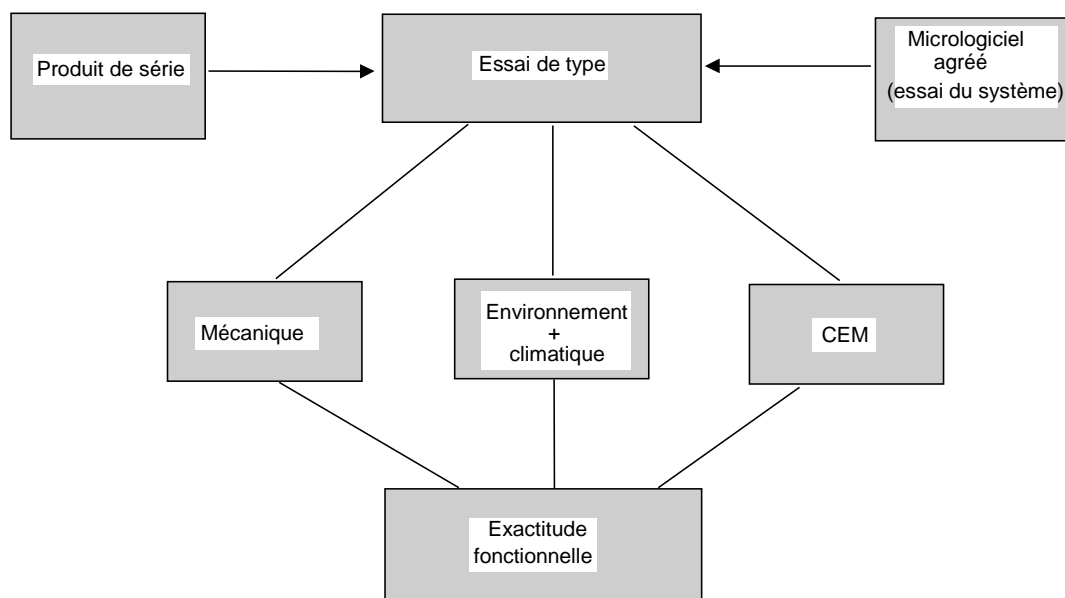 Produit de série
Essai de type
Micrologiciel
agréé
(essai du système)
Mécanique
Environnement
+
climatique
CEM
Exactitude
fonctionnelle